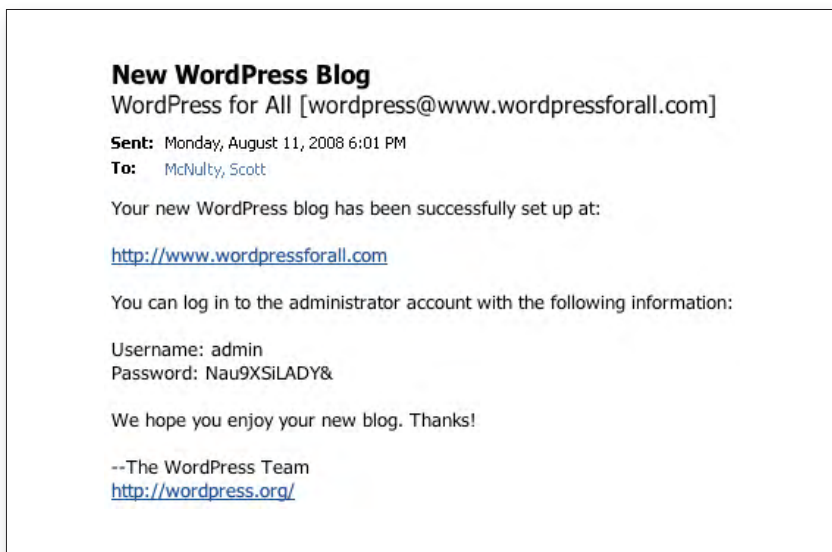 New WordPress Blog
WordPress for All [wordpress@www.wordpressforall.com]
Sent: Monday, August 11, 2008 6:01 PM
To: McNulty, Scott
Your new WordPress blog has been successfully set up at:
http://www.wordpressforall.com
You can log in to the administrator account with the following information:
Username: admin
Password: Nau9XSiLADY&
We hope you enjoy your new blog. Thanks!
--The WordPress Team
http://wordpress.org/